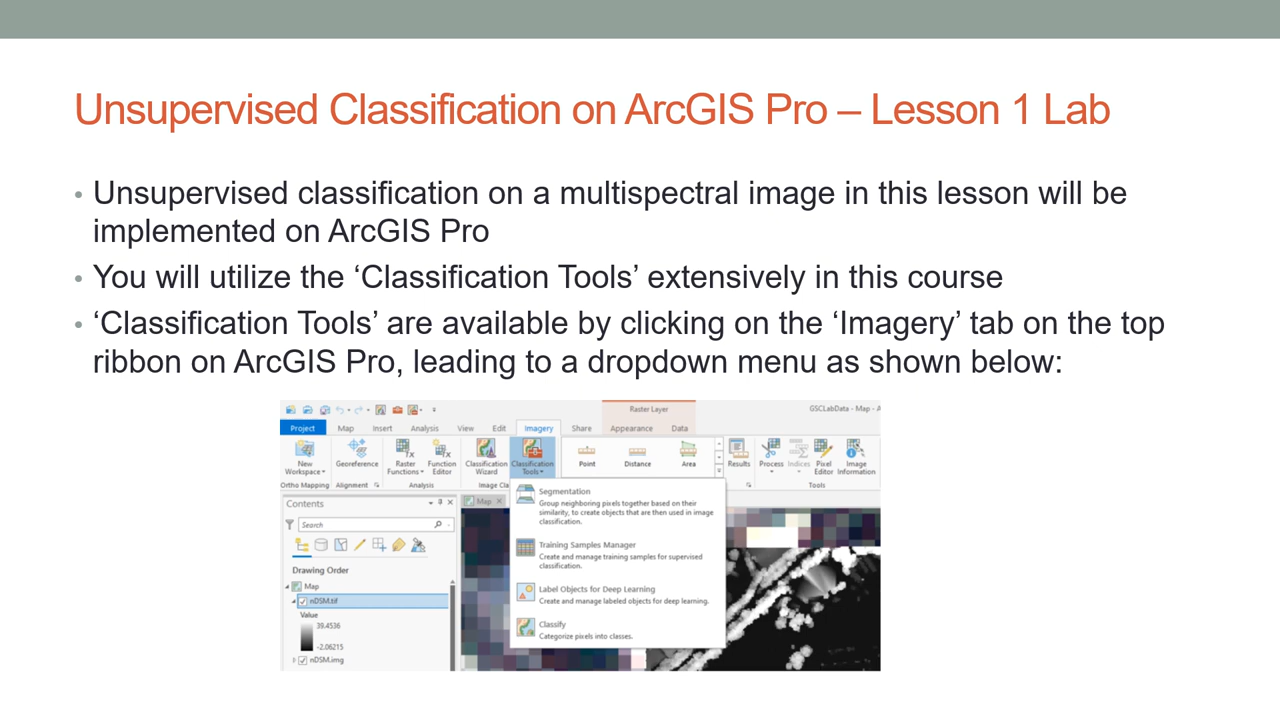 Unsupervised Classification on ArcGIS Pro – Lesson 1 Lab
• Unsupervised classification on a multispectral image in this lesson will be
implemented on ArcGIS Pro
• You will utilize the ‘Classification Tools’ extensively in this course
• ‘Classification Tools’ are available by clicking on the ‘Imagery’ tab on the top
ribbon on ArcGIS Pro, leading to a dropdown menu as shown below:
Raster Layer
GSCLabData - Map - A
Project Map Insert Analysis View Edit Imagery Share Appearance Data
New Georeference Raster Function Classification Classification Point Distance Area Results Process Indices Pixel Image
Workspace Functions Editor Wizard Tools Editor Information
Ortho Mapping Alignment Analysis Image Cla Tools
Contents
Map
Search
Drawing Order
Map
nDSM.tif
Value
39.4536
-2.06215
nDSM.img
Segmentation
Group neighboring pixels together based on their
similarity, to create objects that are then used in image
classification.
Training Samples Manager
Create and manage training samples for supervised
classification.
Label Objects for Deep Learning
Create and manage labeled objects for deep learning.
Classify
Categorize pixels into classes.